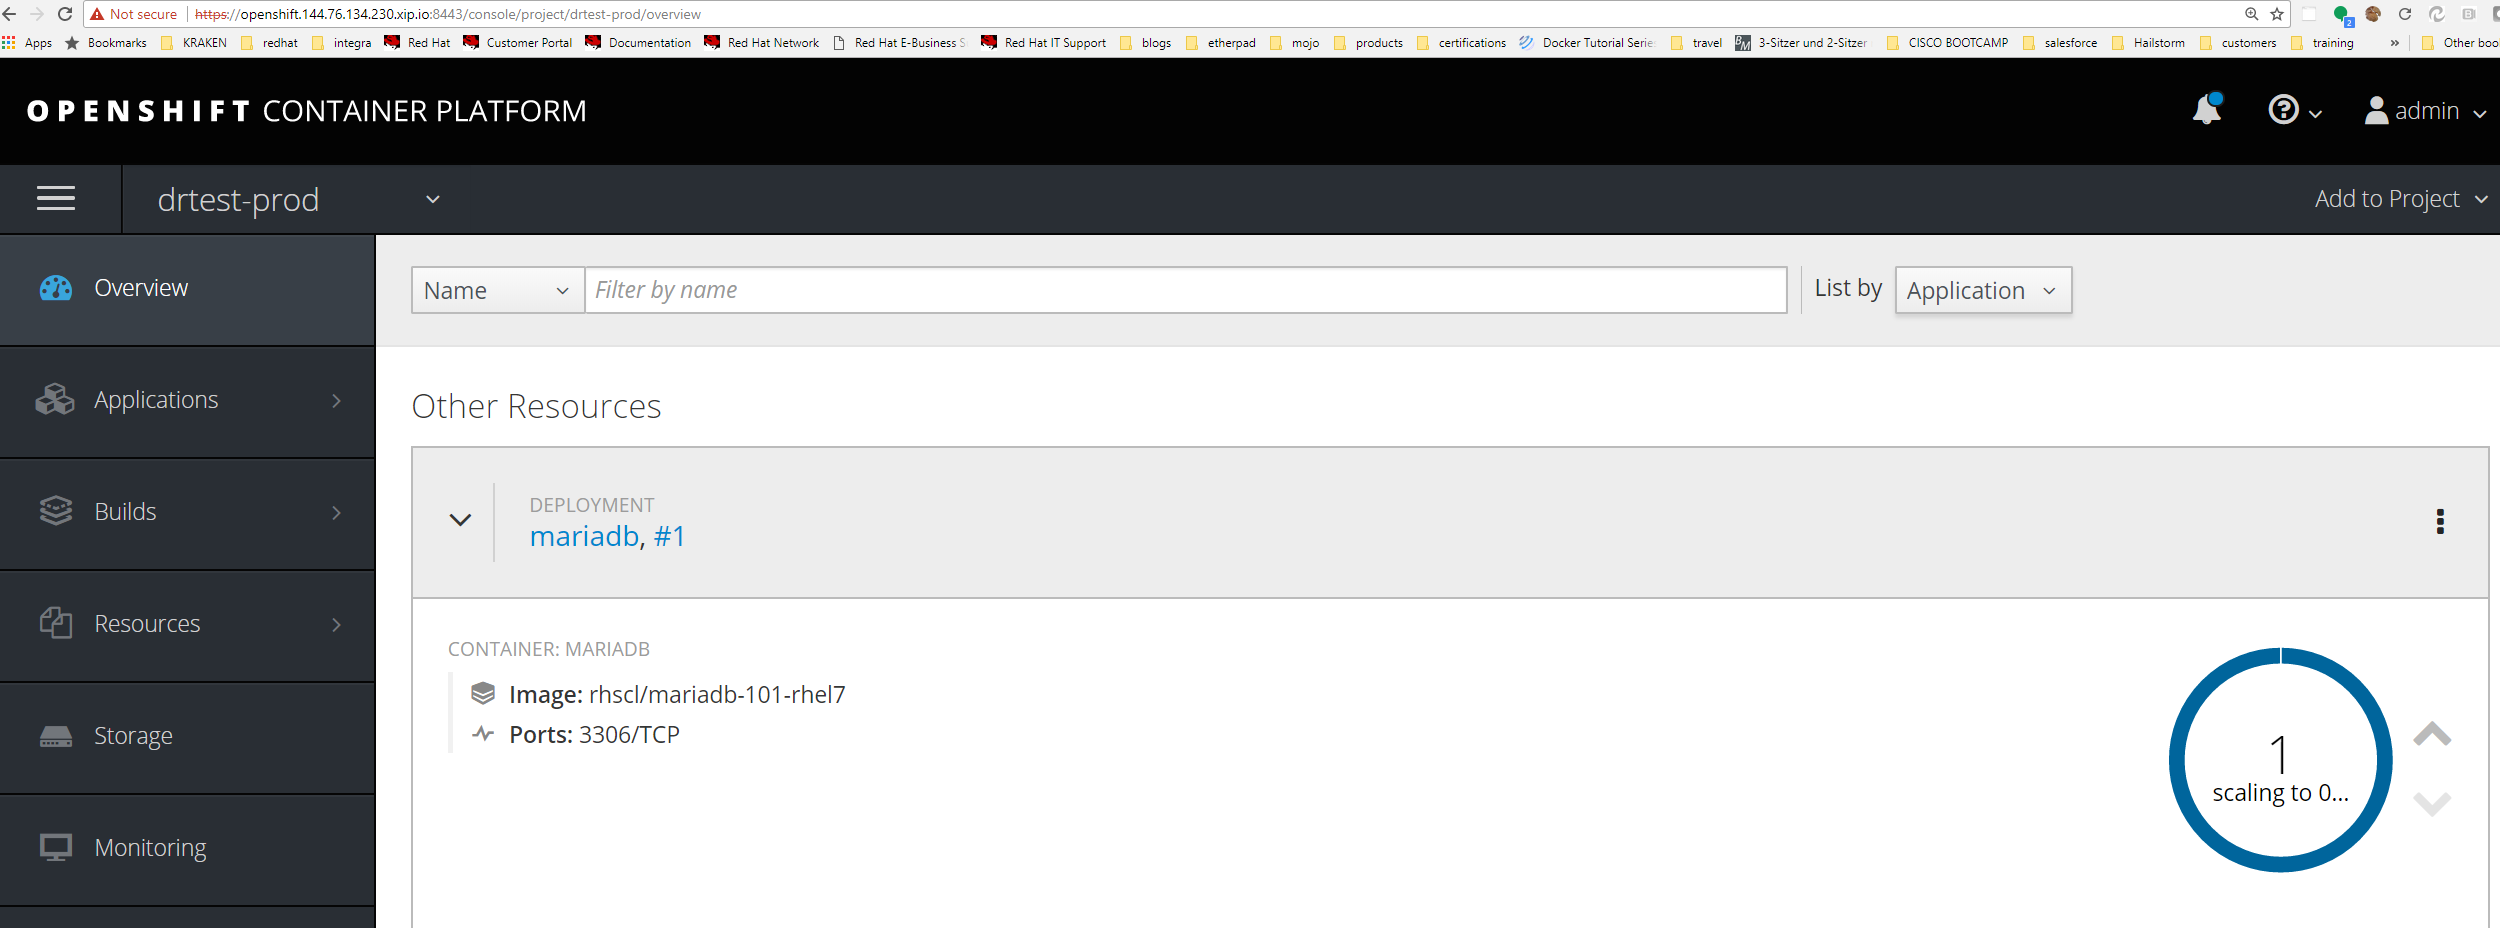 Not secure https://openshift.144.76.134.230.xip.io:8443/console/project/drtest-prod/overview 2
Apps Bookmarks KRAKEN redhat integra Red Hat Customer Portal Documentation Red Hat Network Red Hat E-Business S Red Hat IT Support blogs etherpad mojo products certifications Docker Tutorial Serie BM 3-Sitzer und 2-Sitzer CISCO BOOTCAMP salesforce Hailstorm customers training » Other boo
OPENSHIFT CONTAINER PLATFORM admin
drtest-prod Add to Project
Overview
Name Filter by name List by Application
Applications
Other Resources
Builds
DEPLOYMENT
mariadb, #1
Resources
CONTAINER: MARIADB
Image: rhscl/mariadb-101-rhel7
Ports: 3306/TCP
1
scaling to 0...
Storage
Monitoring